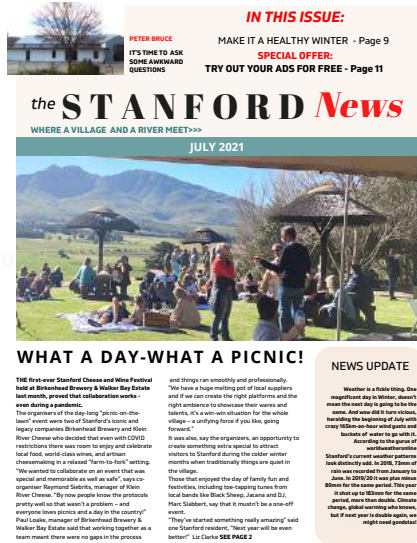 PETER BRUCE
IT'S TIME TO ASK
SOME AWKWARD
QUESTIONS
IN THIS ISSUE:
MAKE IT A HEALTHY WINTER - Page 9
SPECIAL OFFER:
TRY OUT YOUR ADS FOR FREE - Page 11
the STANFORD News
WHERE A VILLAGE AND A RIVER MEET>>>
JULY 2021
WHAT A DAY-WHAT A PICNIC!
THE first-ever Stanford Cheese and Wine Festival
held at Birkenhead Brewery & Walker Bay Estate
last month, proved that collaboration works -
even during a pandemic.
The organisers of the day-long "picnic-on-the-
lawn" event were two of Stanford's iconic and
legacy companies Birkenhead Brewery and Klein
River Cheese who decided that even with COVID
restrictions there was room to enjoy and celebrate
local food, world-class wines, and artisan
cheesemaking in a relaxed "farm-to-fork" setting.
"We wanted to collaborate on an event that was
special and memorable as well as safe", says co-
organiser Raymond Siebrits, manager of Klein
River Cheese. "By now people know the protocols
pretty well so that wasn't a problem – and
everyone loves picnics and a day in the country!"
Paul Loake, manager of Birkenhead Brewery &
Walker Bay Estate said that working together as a
team meant there were no gaps in the process
and things ran smoothly and professionally.
"We have a huge melting pot of local suppliers
and if we can create the right platforms and the
right ambience to showcase their wares and
talents, it's a win-win situation for the whole
village – a unifying force if you like, going
forward."
It was also, say the organizers, an opportunity to
create something extra special to attract
visitors to Stanford during the colder winter
months when traditionally things are quiet in
the village.
Those that enjoyed the day of family fun and
festivities, including toe-tapping tunes from
local bands like Black Sheep, Jacana and DJ,
Marc Slabbert, say that it mustn't be a one-off
event.
"They've started something really amazing" said
one Stanford resident, "Next year will be even
better!" Liz Clarke SEE PAGE 2
NEWS UPDATE
Weather is a fickle thing. One
magnificent day in Winter, doesn't
mean the next day is going to be the
same. And wow did it turn vicious,
heralding the beginning of July with
crazy 165km-an-hour wind gusts and
buckets of water to go with it.
According to the gurus of
worldweatheronline
Stanford's current weather patterns
look distinctly odd. In 2018, 73mm of
rain was recorded from January to
June. In 2019/20 it was plus minus
80mm for the same period. This year
it shot up to 183mm for the same
period, more than double. Climate
change, global warming who knows,
but if next year is double again, we
might need gondolas!